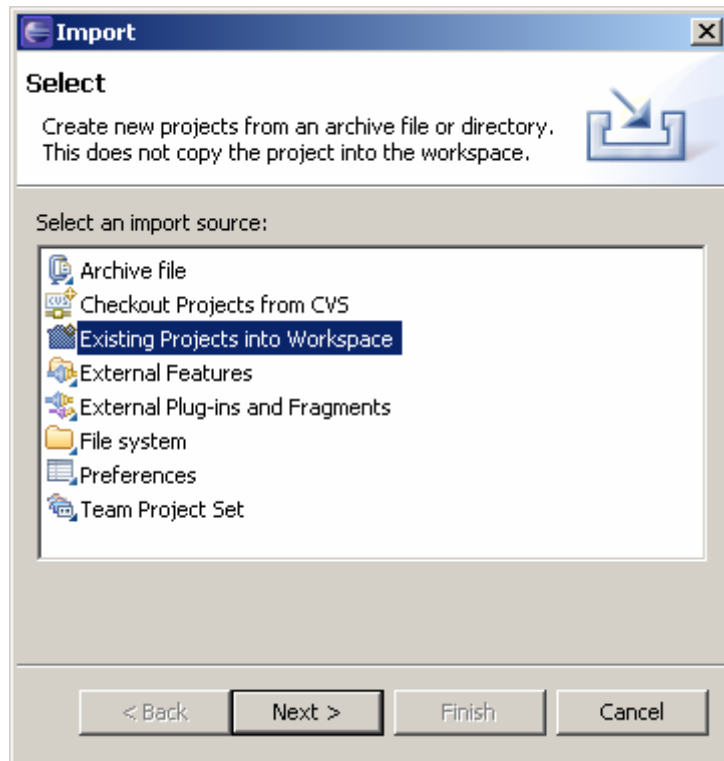 Import
Select
Create new projects from an archive file or directory.
This does not copy the project into the workspace.
Select an import source:
Archive file
Checkout Projects from CVS
Existing Projects into Workspace
External Features
External Plug-ins and Fragments
File system
Preferences
Team Project Set
< Back Next > Finish Cancel